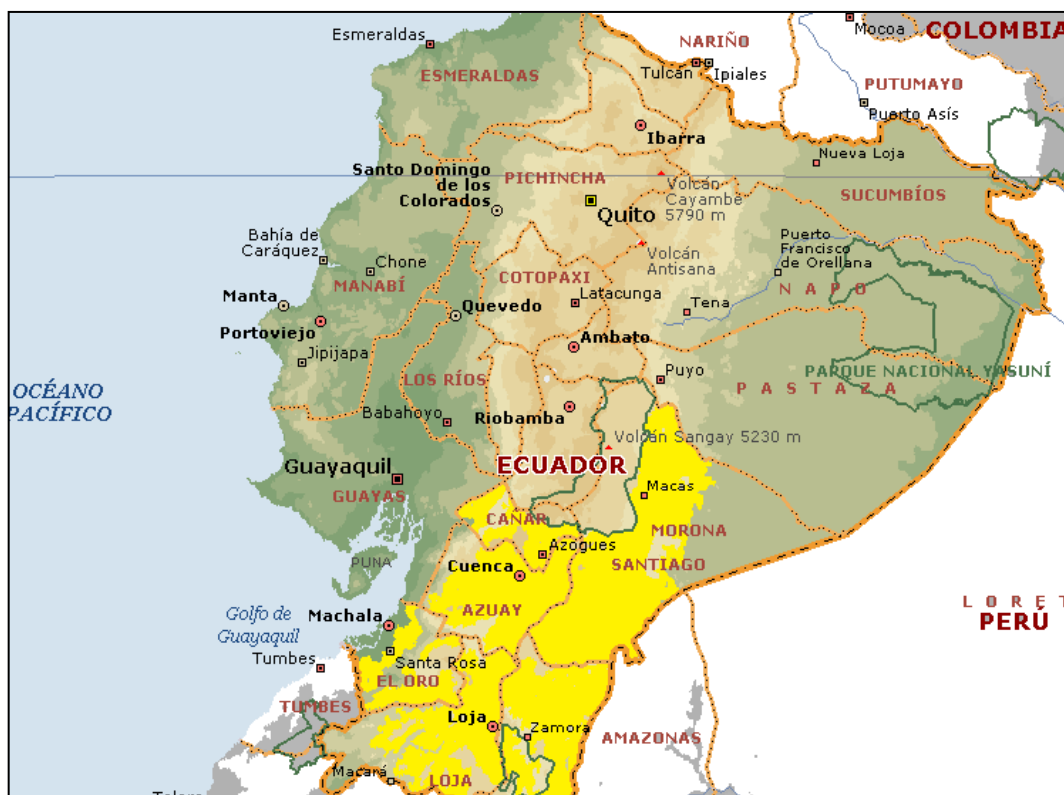 Esmeraldas
ESMERALDAS
NARIÑO
Tulcán
Ipiales
Mocoa
COLOMBIA
PUTUMAYO
Puerto Asís
Ibarra
Nueva Loja
Santo Domingo
de los
Colorados
PICHINCHA
Volcán
Cayambe
5790 m
SUCUMBÍOS
Quito
Bahía de
Caráquez
Chone
MANABÍ
COTOPAXI
Volcán
Antisana
Puerto
Francisco
de Orellana
NAPO
Latacunga
Tena
Manta
Quevedo
Portoviejo
Ambato
Jipijapa
LOS RÍOS
Puyo
PARQUE NACIONAL YASUNÍ
PASTAZA
OCÉANO
PACÍFICO
Babahoyo
Riobamba
Volcán Sangay 5230 m
Guayaquil
ECUADOR
GUAYAS
Macas
CAÑAR
MORONA
SANTIAGO
Azogues
PUNA
Cuenca
AZUAY
Golfo de
Guayaquil
Machala
LORET
PERÚ
Tumbes
Santa Rosa
EL ORO
TUMBES
Loja
Zamora
AMAZONAS
Macará
LOJA